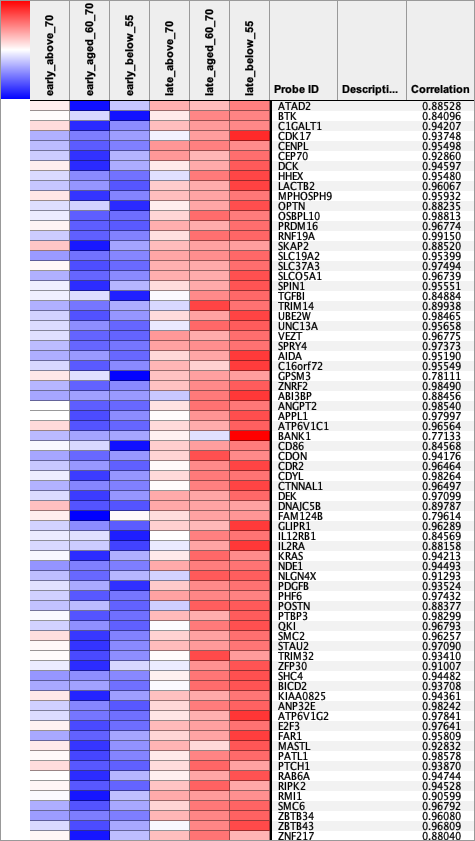 early_above_70 early_aged_60_70 early_below_55 late_above_70 late_aged_60_70 late_below_55
Probe ID Descripti... Correlation
ATAD2 0.88528
BTK 0.84096
C1GALT1 0.94207
CDK17 0.93748
CENPL 0.95498
CEP70 0.92860
DCK 0.94597
HHEX 0.95480
LACTB2 0.96067
MPHOSPH9 0.95932
OPTN 0.88235
OSBPL10 0.98813
PRDM16 0.96774
RNF19A 0.99150
SKAP2 0.88520
SLC19A2 0.95399
SLC37A3 0.97494
SLCO5A1 0.96739
SPIN1 0.95551
TGFBI 0.84884
TRIM14 0.89938
UBE2W 0.98465
UNC13A 0.95658
VEZT 0.96775
SPRY4 0.97373
AIDA 0.95190
C16orf72 0.95549
GPSM3 0.78111
ZNRF2 0.98490
ABI3BP 0.88456
ANGPT2 0.98540
APPL1 0.97997
ATP6V1C1 0.96564
BANK1 0.77133
CD86 0.84568
CDON 0.94176
CDR2 0.96464
CDYL 0.98264
CTNNAL1 0.96497
DEK 0.97099
DNAJC5B 0.89787
FAM124B 0.79614
GLIPR1 0.96289
IL12RB1 0.84569
IL2RA 0.88158
KRAS 0.94213
NDE1 0.94493
NLGN4X 0.91293
PDGFB 0.93524
PHF6 0.97432
POSTN 0.88377
PTBP3 0.98299
QKI 0.96793
SMC2 0.96257
STAU2 0.97090
TRIM32 0.93410
ZFP30 0.91007
SHC4 0.94482
BICD2 0.93708
KIAA0825 0.94361
ANP32E 0.98242
ATP6V1G2 0.97841
E2F3 0.97641
FAR1 0.95809
MASTL 0.92832
PATL1 0.98578
PTCH1 0.93870
RAB6A 0.94744
RIPK2 0.94528
RMI1 0.90599
SMC6 0.96792
ZBTB34 0.96080
ZBTB43 0.96809
ZNF217 0.88040